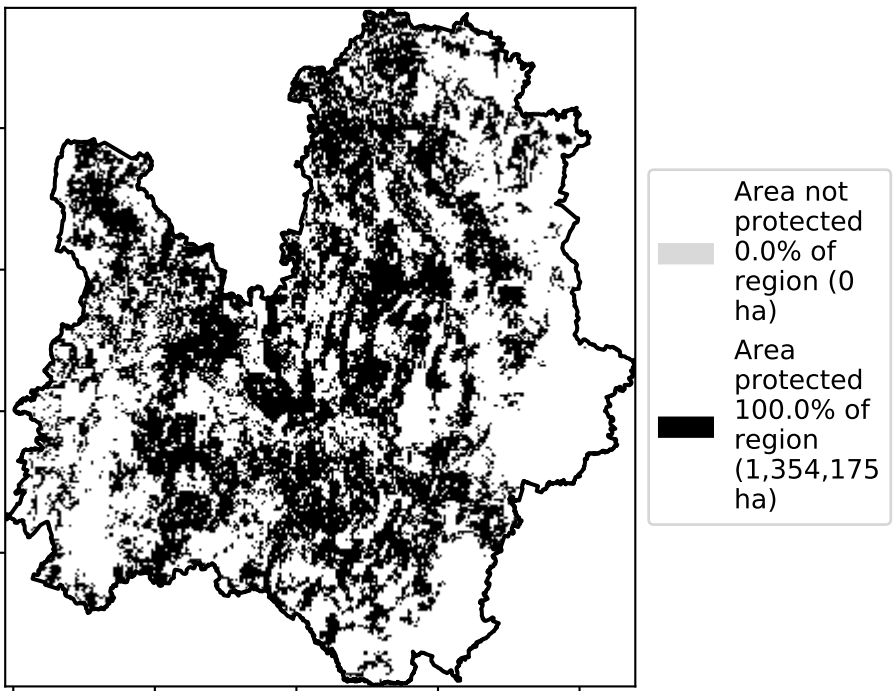 Area not
protected
0.0% of
region (0
ha)
Area
protected
100.0% of
region
(1,354,175
ha)